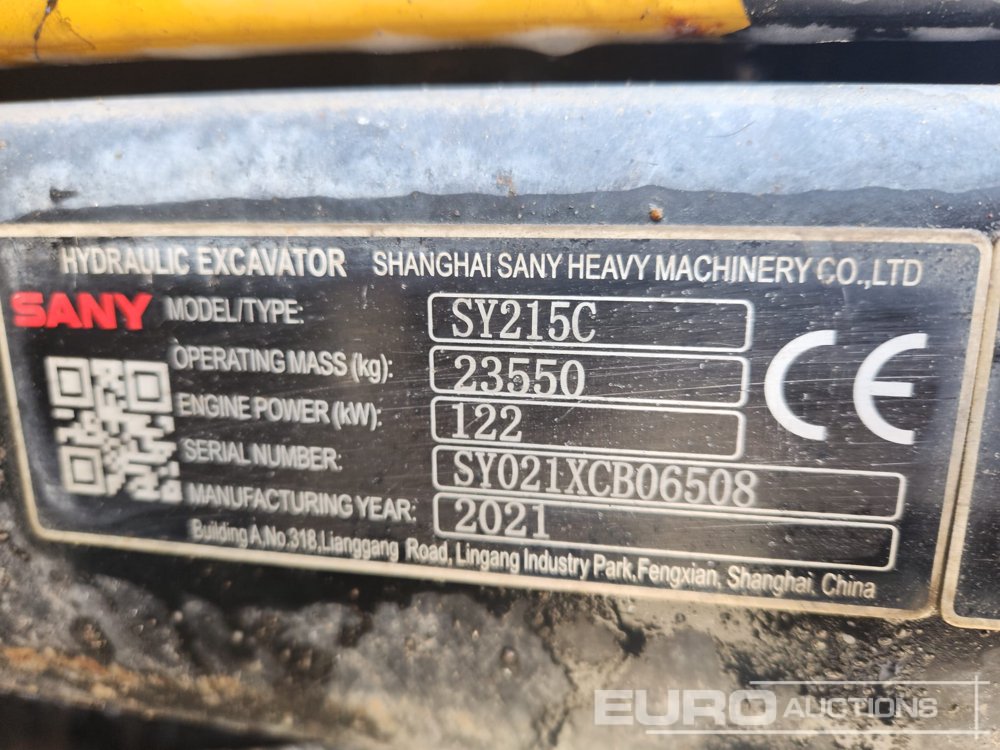 HYDRAULIC EXCAVATOR SHANGHAI SANY HEAVY MACHINERY CO.,LTD
SANY MODEL/TYPE: SY215C
OPERATING MASS (kg): 23550
ENGINE POWER (kW): 122
SERIAL NUMBER: SY021XCB06508
MANUFACTURING YEAR: 2021
Building A,No.318,Lianggang Road, Lingang Industry Park,Fengxian, Shanghai, China
CE
EURO AUCTIONS